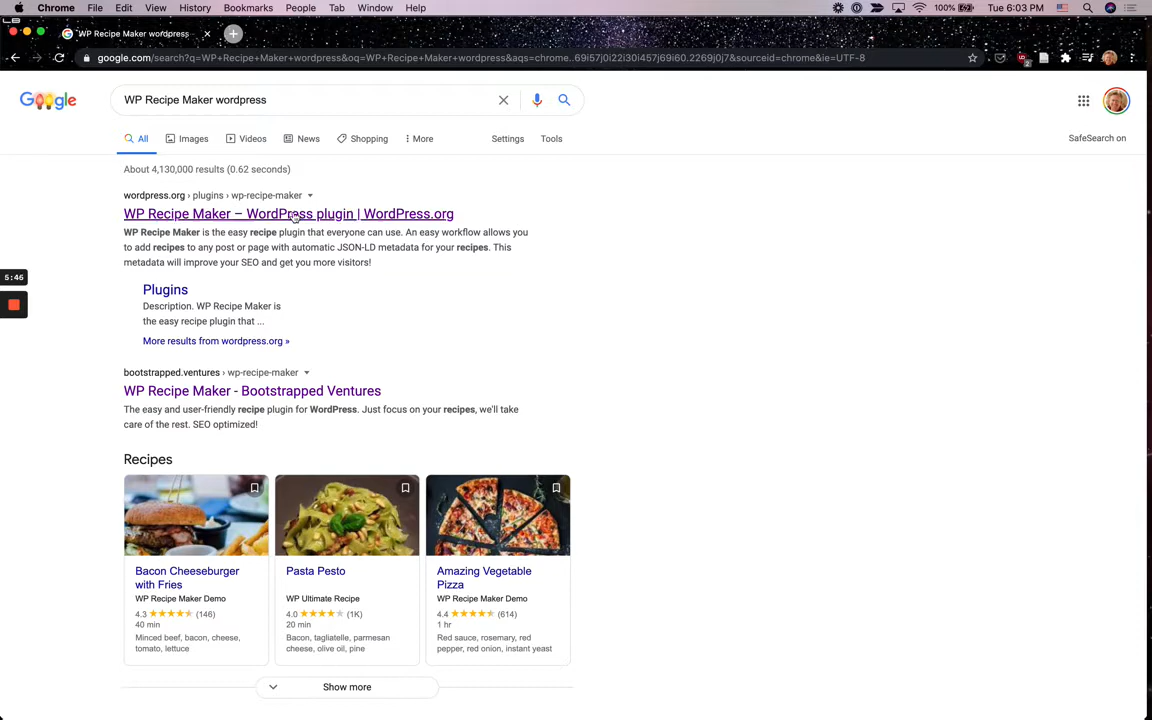 Chrome File Edit View History Bookmarks People Tab Window Help 100% Tue 6:03 PM
WP Recipe Maker wordpress
google.com/search?q=WP+Recipe+Maker+wordpress&oq=WP+Recipe+Maker+wordpress&aqs=chrome..69i57j0i22i30i457j69i60.2269j0j7&sourceid=chrome&ie=UTF-8
Google WP Recipe Maker wordpress
All Images Videos News Shopping More Settings Tools SafeSearch on
About 4,130,000 results (0.62 seconds)
wordpress.org › plugins › wp-recipe-maker
WP Recipe Maker – WordPress plugin | WordPress.org
WP Recipe Maker is the easy recipe plugin that everyone can use. An easy workflow allows you
to add recipes to any post or page with automatic JSON-LD metadata for your recipes. This
metadata will improve your SEO and get you more visitors!
5:45
Plugins
Description. WP Recipe Maker is
the easy recipe plugin that ...
More results from wordpress.org »
bootstrapped.ventures › wp-recipe-maker
WP Recipe Maker - Bootstrapped Ventures
The easy and user-friendly recipe plugin for WordPress. Just focus on your recipes, we'll take
care of the rest. SEO optimized!
Recipes
Bacon Cheeseburger
with Fries
WP Recipe Maker Demo
4.3 (146)
40 min
Minced beef, bacon, cheese,
tomato, lettuce
Pasta Pesto
WP Ultimate Recipe
4.0 (1K)
20 min
Bacon, tagliatelle, parmesan
cheese, olive oil, pine
Amazing Vegetable
Pizza
WP Recipe Maker Demo
4.4 (614)
1 hr
Red sauce, rosemary, red
pepper, red onion, instant yeast
Show more